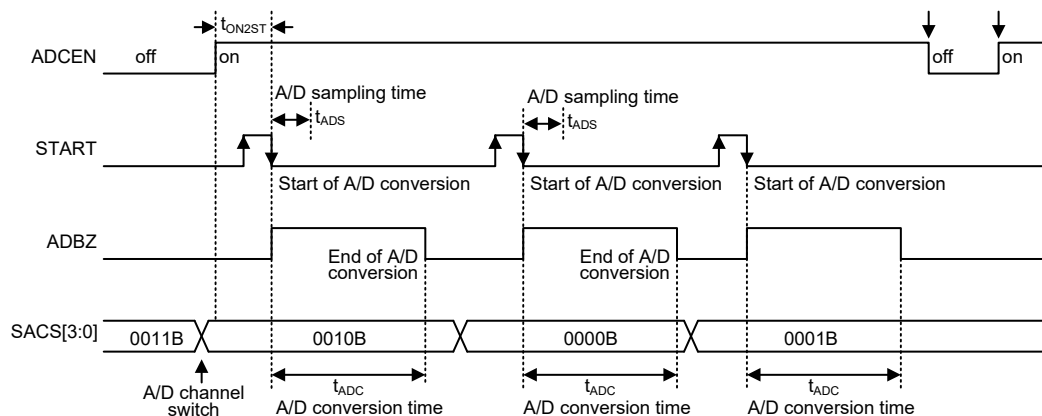 tON2ST
ADCEN
off
on
off
on
A/D sampling time
A/D sampling time
tADS
tADS
START
Start of A/D conversion
Start of A/D conversion
Start of A/D conversion
ADBZ
End of A/D
conversion
End of A/D
conversion
SACS[3:0]
0011B
0010B
0000B
0001B
A/D channel
switch
tADC
A/D conversion time
tADC
A/D conversion time
tADC
A/D conversion time